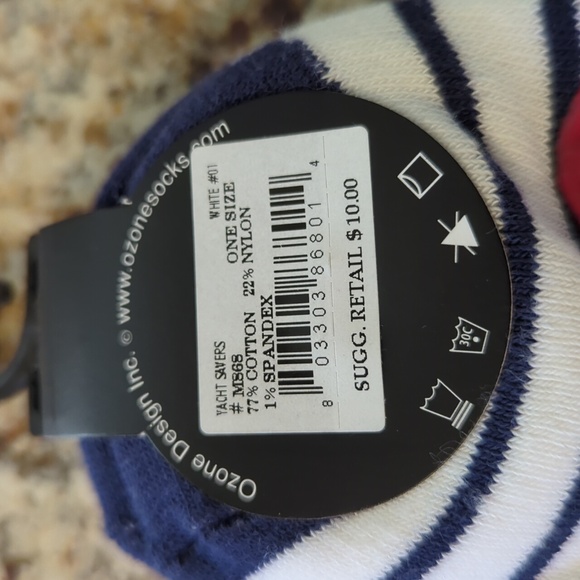 Ozone Design Inc. © www.ozonesocks.com
YACHT SAVERS WHITE #01
# M868 ONE SIZE
77% COTTON 22% NYLON
1% SPANDEX
8 03303 86801 4
SUGG. RETAIL $ 10.00
30C